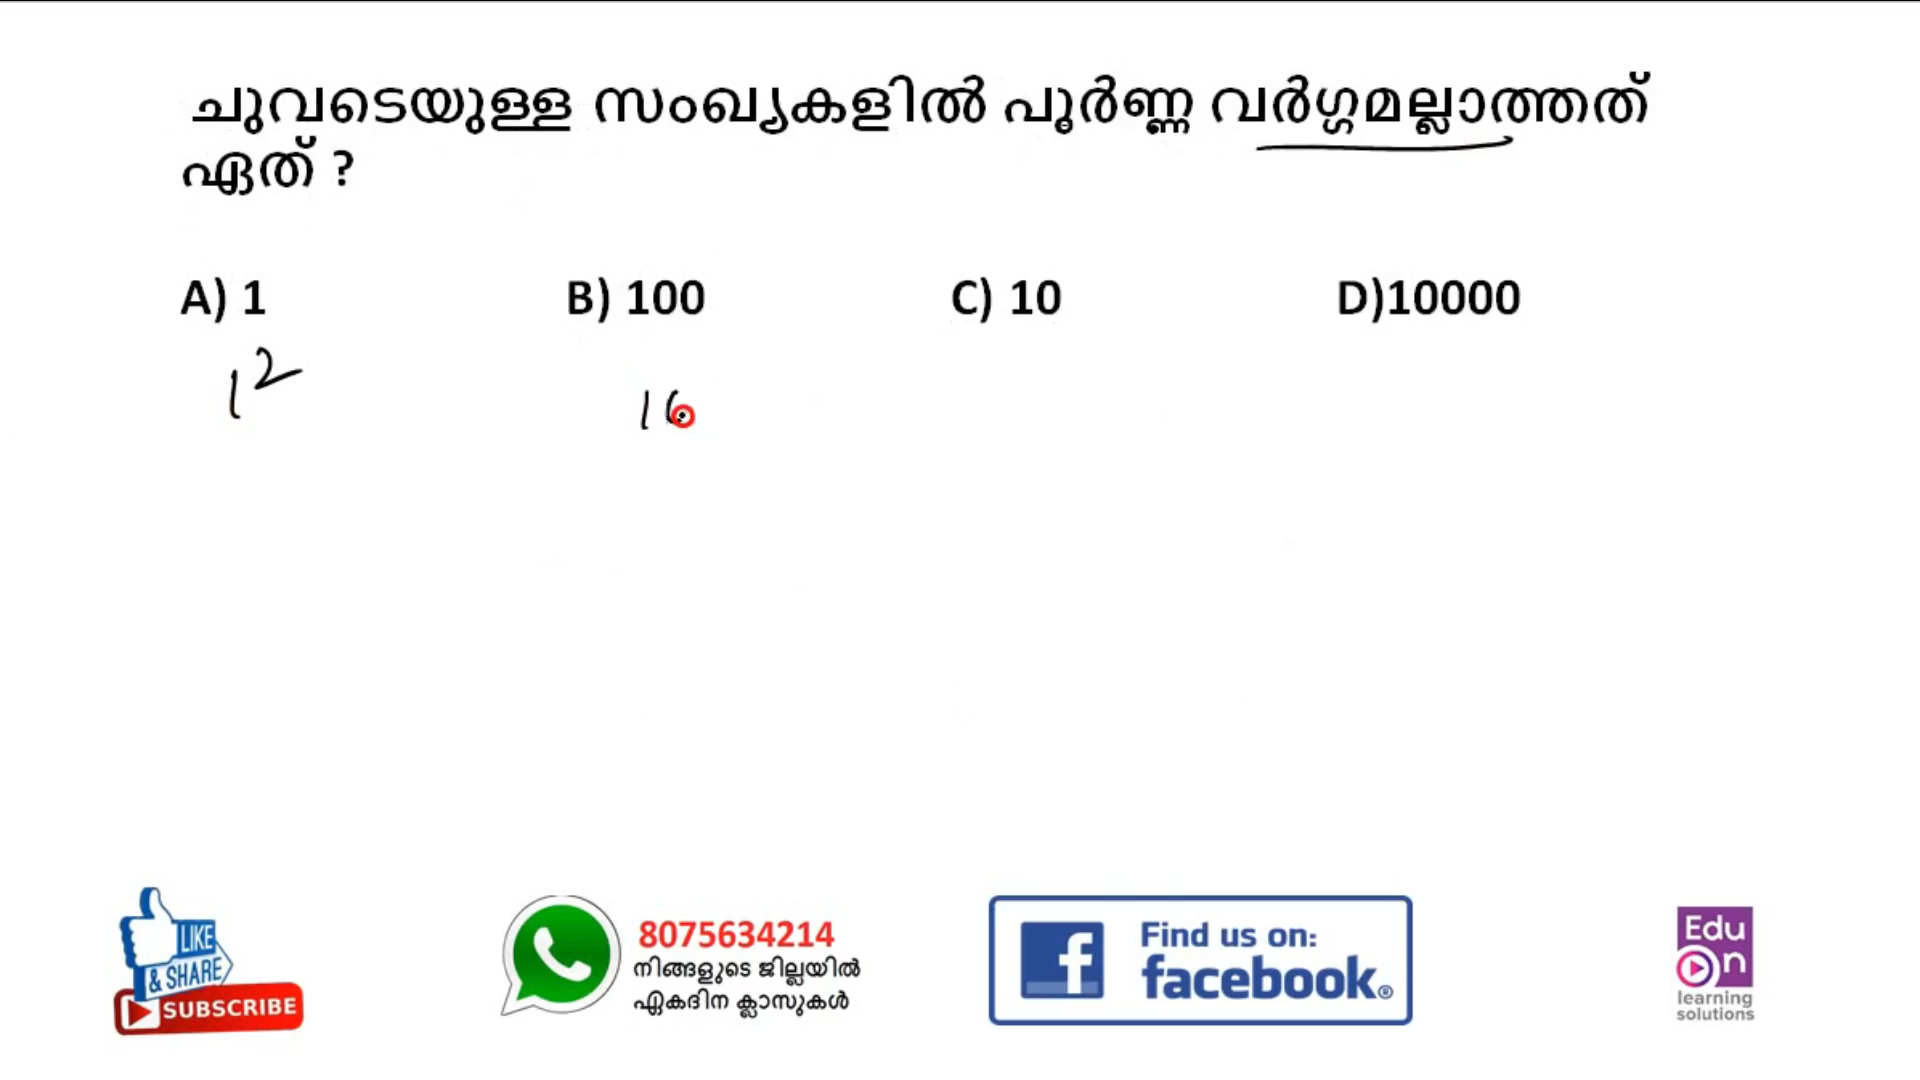 ചുവടെയുള്ള സംഖ്യകളിൽ പൂർണ്ണ വർഗ്ഗമല്ലാത്തത്
ഏത് ?
A) 1 B) 100 C) 10 D)10000
1²
LIKE
& SHARE
SUBSCRIBE
8075634214
നിങ്ങളുടെ ജില്ലയിൽ
ഏകദിന ക്ലാസുകൾ
Find us on:
facebook®
Edu
On
learning
solutions